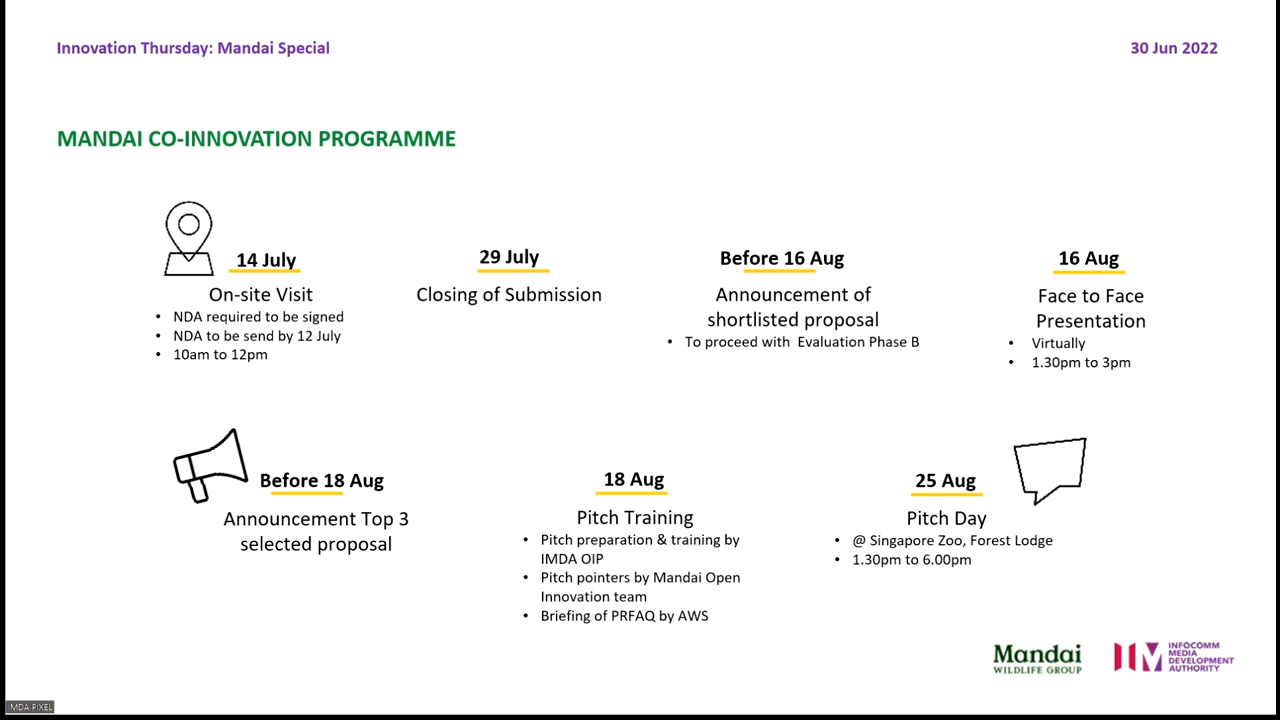 Innovation Thursday: Mandai Special
30 Jun 2022
MANDAI CO-INNOVATION PROGRAMME
14 July
On-site Visit
• NDA required to be signed
• NDA to be send by 12 July
• 10am to 12pm
29 July
Closing of Submission
Before 16 Aug
Announcement of
shortlisted proposal
• To proceed with Evaluation Phase B
16 Aug
Face to Face
Presentation
• Virtually
• 1.30pm to 3pm
Before 18 Aug
Announcement Top 3
selected proposal
18 Aug
Pitch Training
• Pitch preparation & training by
IMDA OIP
• Pitch pointers by Mandai Open
Innovation team
• Briefing of PRFAQ by AWS
25 Aug
Pitch Day
• @ Singapore Zoo, Forest Lodge
• 1.30pm to 6.00pm
Mandai
WILDLIFE GROUP
INFOCOMM
MEDIA
DEVELOPMENT
AUTHORITY
IMDA PIXEL